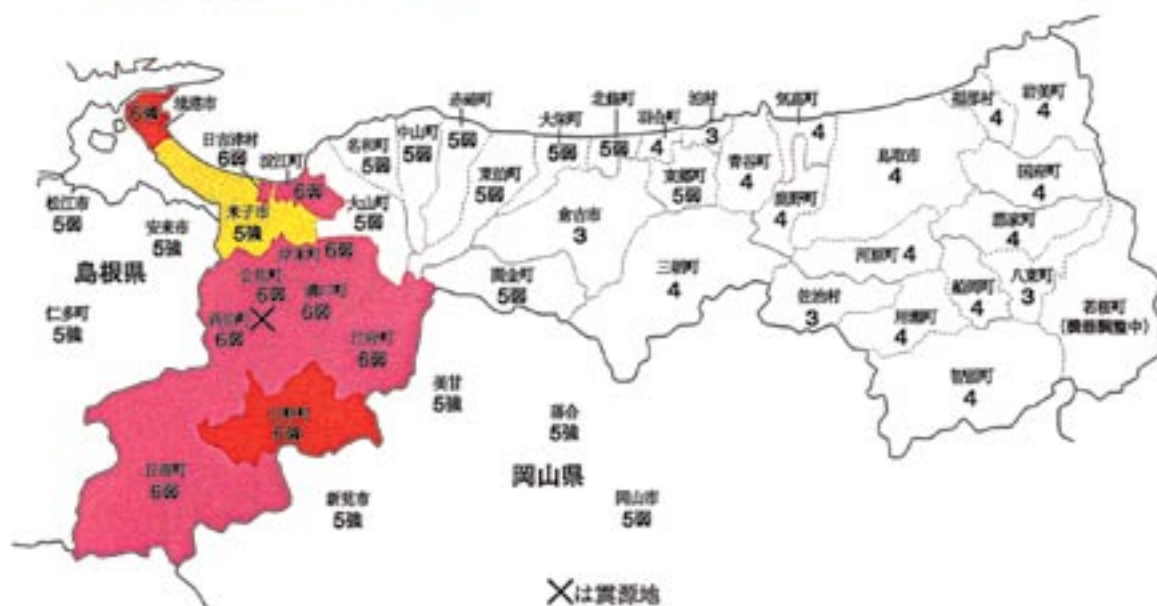 境港市
6強
日吉津村
6弱
淀江町
6弱
名和町
5弱
中山町
5弱
赤碕町
5弱
東伯町
5弱
大栄町
5弱
北条町
5弱
羽合町
4
泊村
3
東郷町
5弱
青谷町
4
気高町
4
鹿野町
4
鳥取市
4
福部村
4
岩美町
4
国府町
4
郡家町
4
河原町 4
船岡町
4
八東町
3
若桜町
(機器調整中)
用瀬町
4
佐治村
3
智頭町
4
松江市
5弱
安来市
5強
島根県
仁多町
5強
米子市
5強
大山町
5弱
岸本町 6弱
会見町
6弱
溝口町
6弱
西伯町
6弱
江府町
6弱
日野町
6強
日南町
6弱
倉吉市
3
関金町
5弱
三朝町
4
美甘
5強
落合
5強
岡山県
新見市
5強
岡山市
5弱
×は震源地